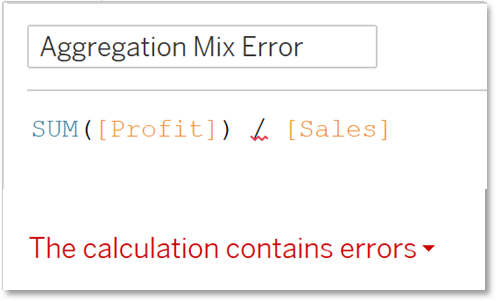 Aggregation Mix Error
SUM([Profit]) / [Sales]
The calculation contains errors